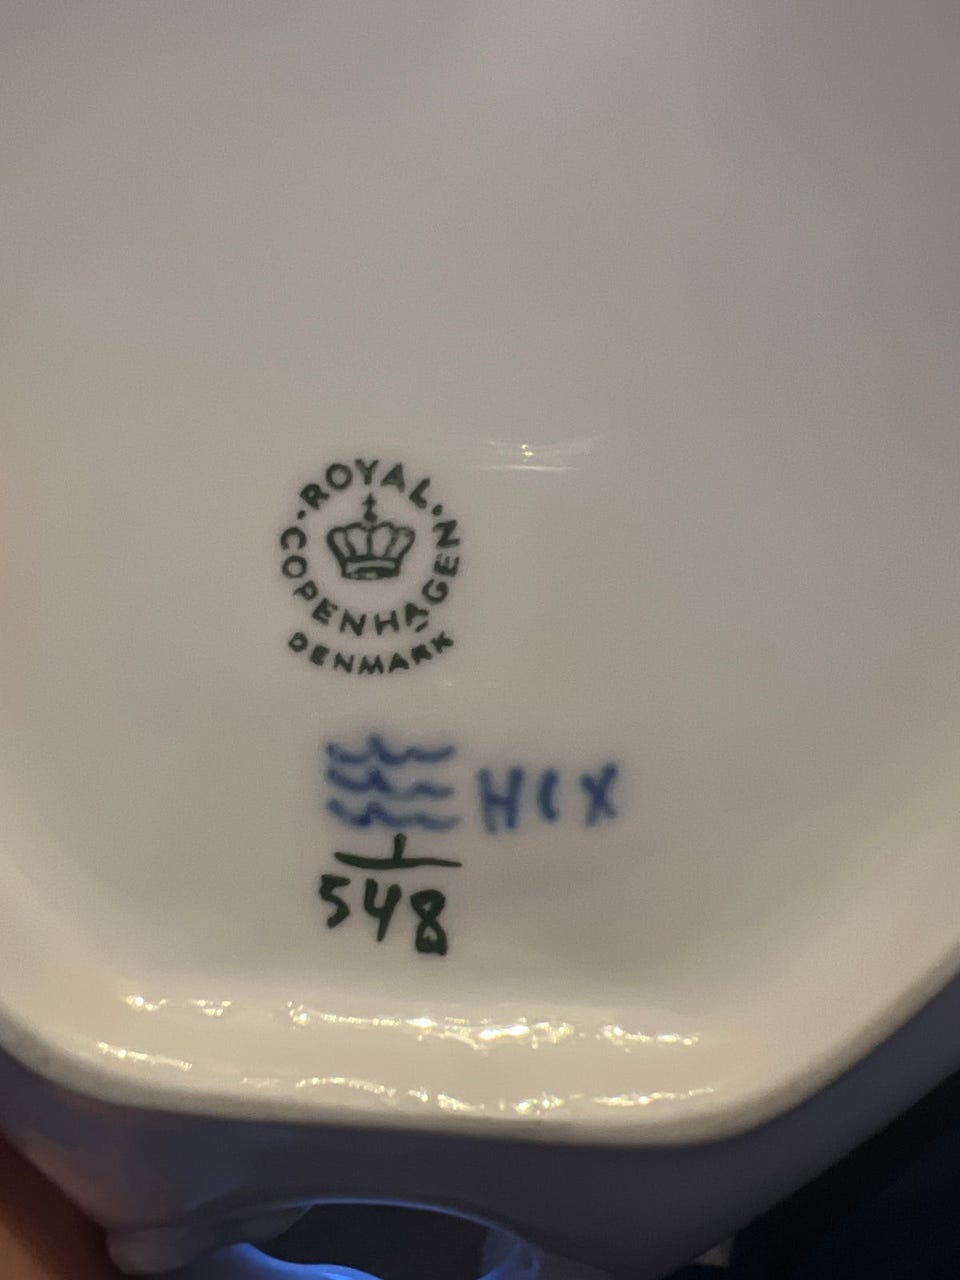 ROYAL
COPENHAGEN
DENMARK
HCX
1
548